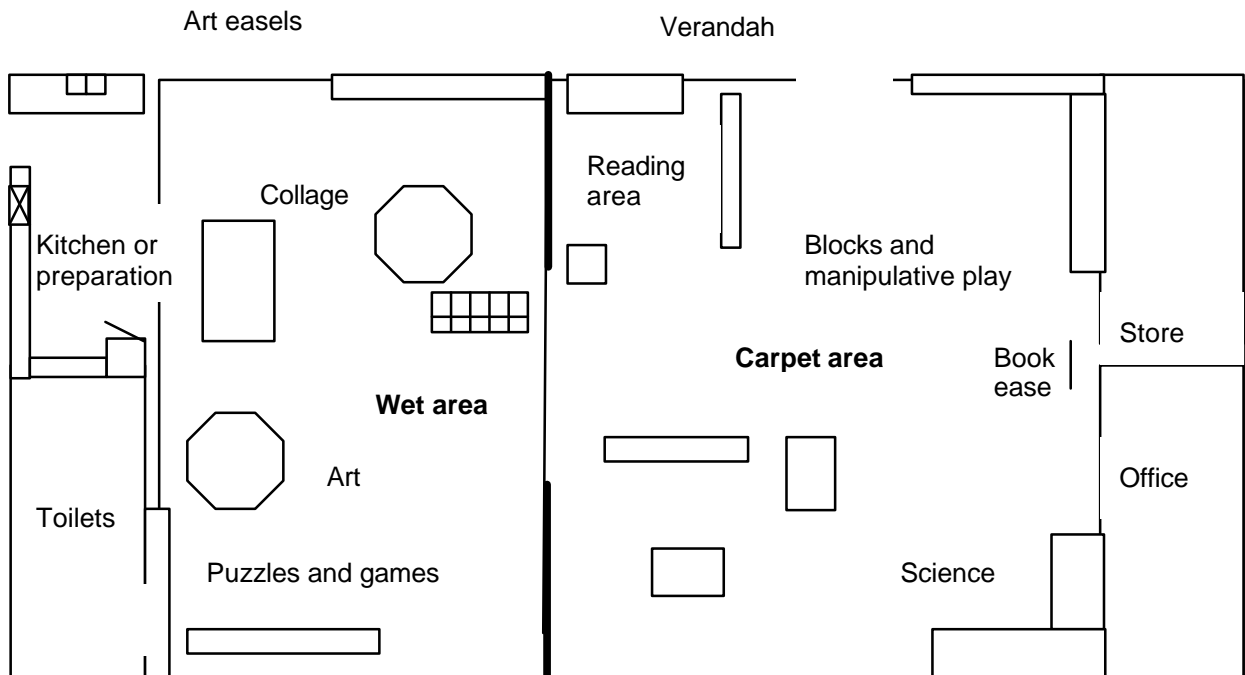 Art easels
Verandah
Collage
Reading
area
Kitchen or
preparation
Blocks and
manipulative play
Store
Carpet area
Book
ease
Wet area
Art
Office
Toilets
Puzzles and games
Science